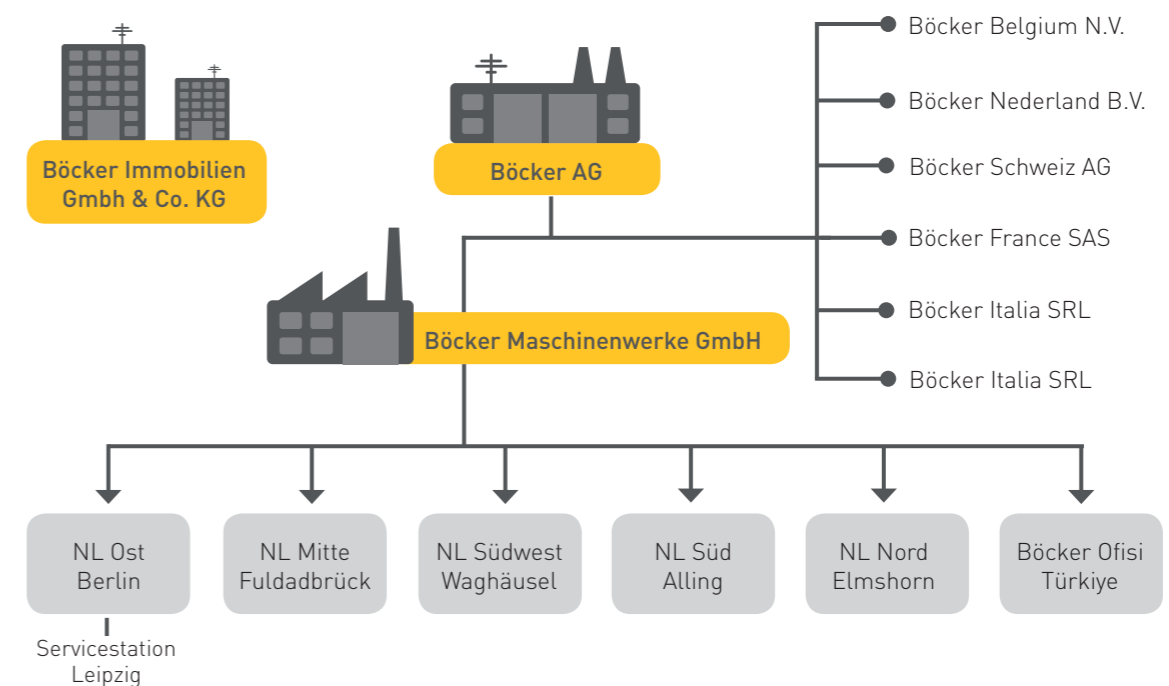 Böcker Immobilien
Gmbh & Co. KG
Böcker AG
Böcker Belgium N.V.
Böcker Nederland B.V.
Böcker Schweiz AG
Böcker France SAS
Böcker Italia SRL
Böcker Italia SRL
Böcker Maschinenwerke GmbH
NL Ost
Berlin
NL Mitte
Fuldadbrück
NL Südwest
Waghäusel
NL Süd
Alling
NL Nord
Elmshorn
Böcker Ofisi
Türkiye
Servicestation
Leipzig